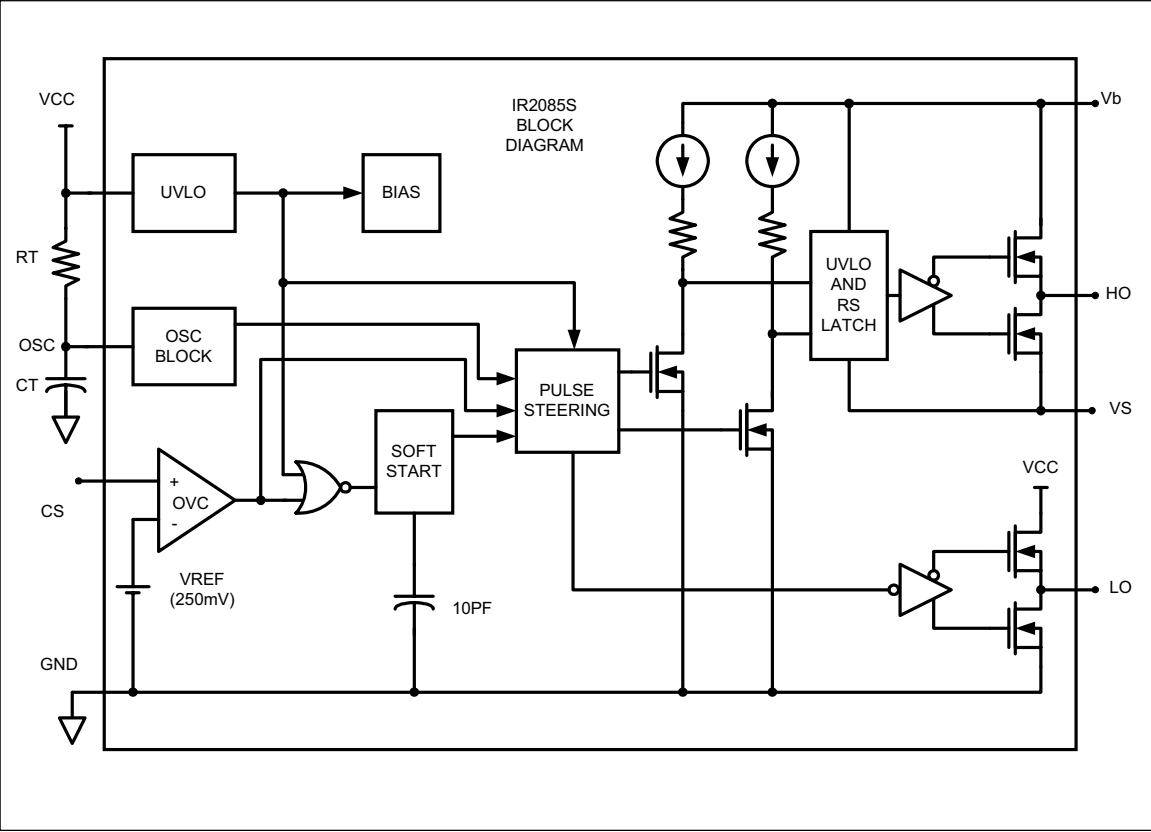 IR2085S
BLOCK
DIAGRAM
VCC
Vb
UVLO
BIAS
RT
UVLO
AND
RS
LATCH
HO
OSC
OSC
BLOCK
CT
PULSE
STEERING
VS
SOFT
START
VCC
+
OVC
-
CS
VREF
(250mV)
10PF
LO
GND